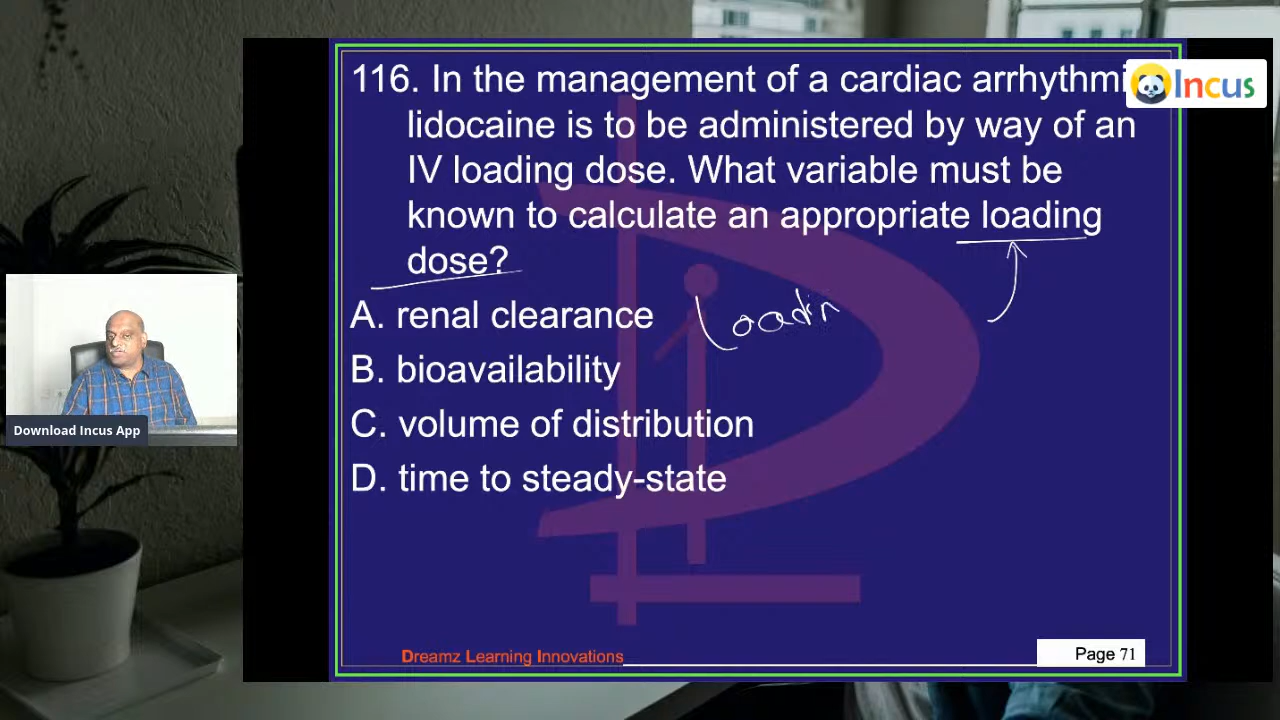 116. In the management of a cardiac arrhythmi
Incus
lidocaine is to be administered by way of an
IV loading dose. What variable must be
known to calculate an appropriate loading
dose?
A. renal clearance
Loadin
B. bioavailability
C. volume of distribution
Download Incus App
D. time to steady-state
Dreamz Learning Innovations
Page 71